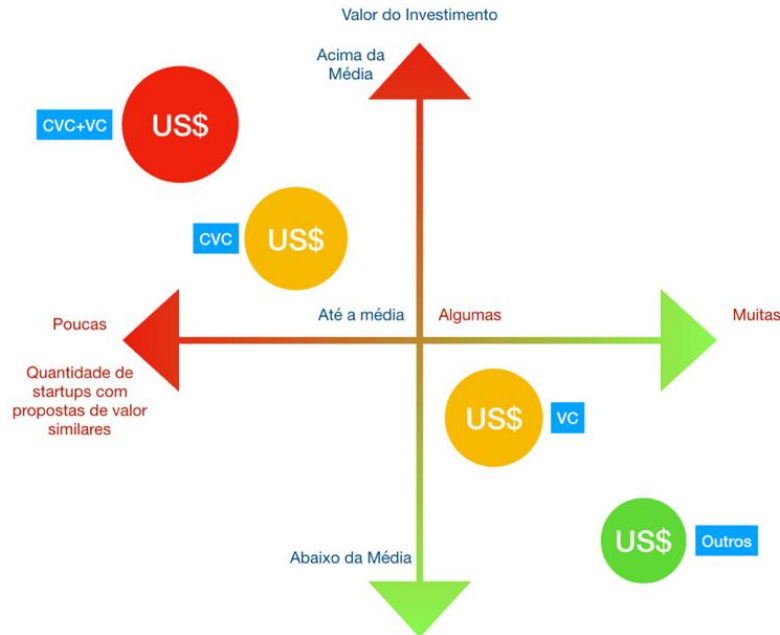 Valor do Investimento
Acima da
Média
CVC+VC
US$
CVC
US$
Até a média
Algumas
Poucas
Muitas
Quantidade de
startups com
propostas de valor
similares
US$
VC
US$
Outros
Abaixo da Média